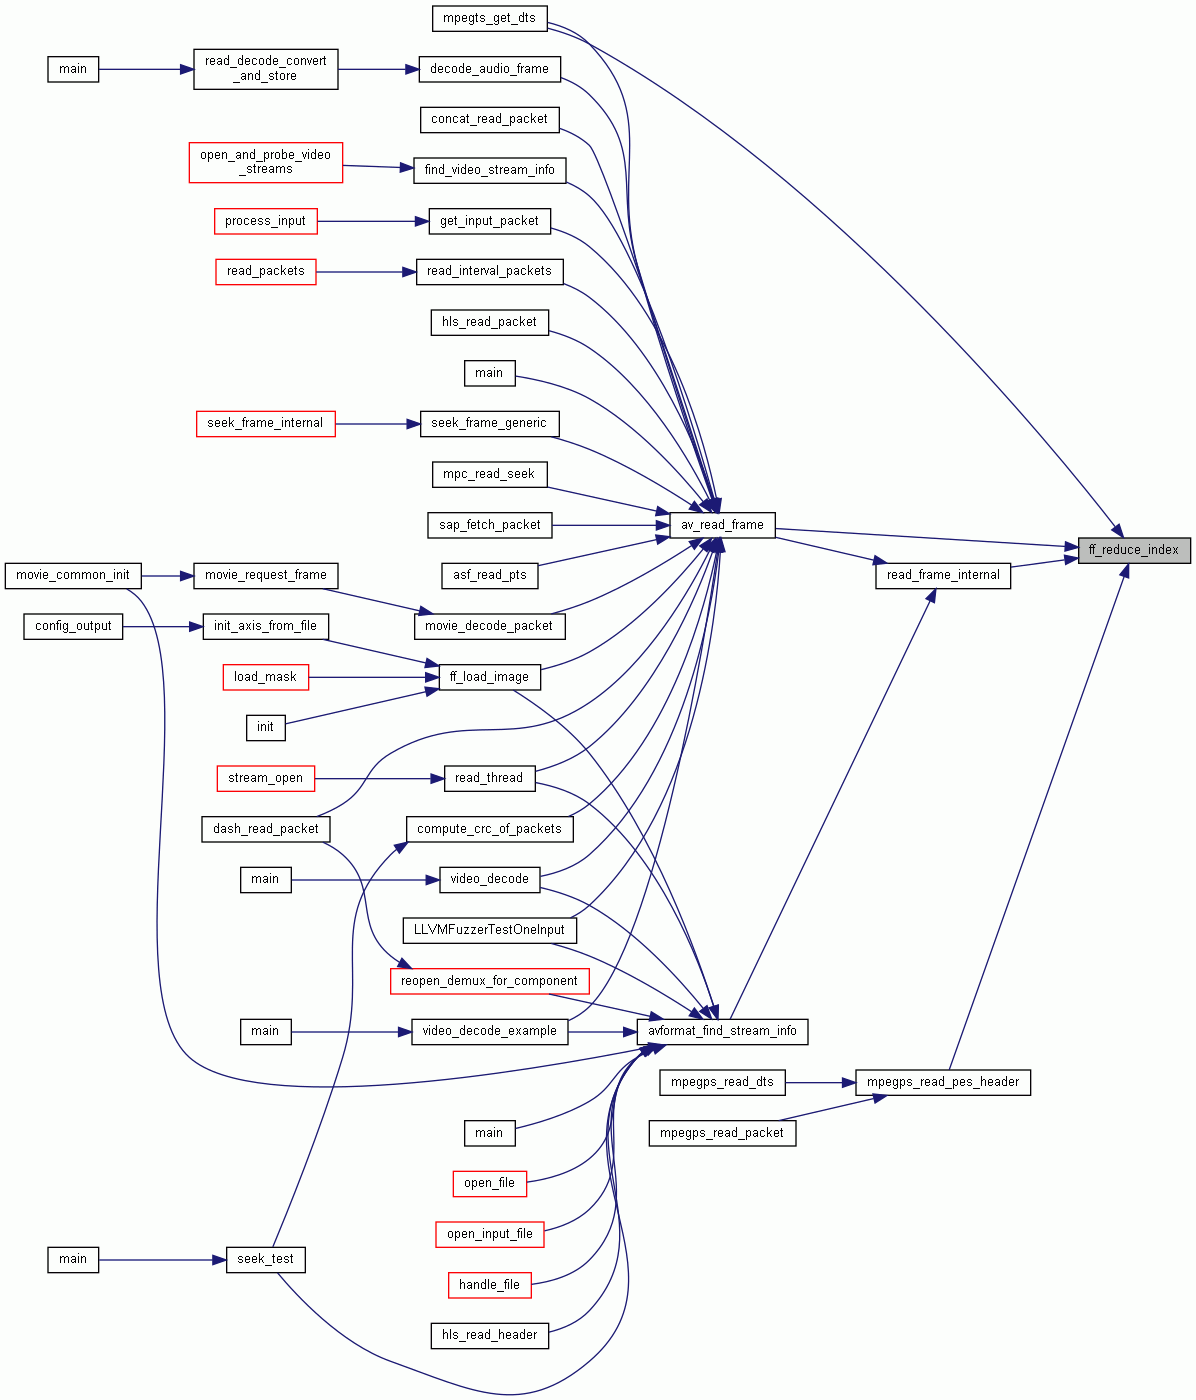 mpegts_get_dts
main
read_decode_convert
_and_store
decode_audio_frame
concat_read_packet
open_and_probe_video
_streams
find_video_stream_info
process_input
get_input_packet
read_packets
read_interval_packets
hls_read_packet
main
seek_frame_internal
seek_frame_generic
mpc_read_seek
sap_fetch_packet
av_read_frame
ff_reduce_index
asf_read_pts
read_frame_internal
movie_common_init
movie_request_frame
config_output
init_axis_from_file
movie_decode_packet
load_mask
ff_load_image
init
stream_open
read_thread
dash_read_packet
compute_crc_of_packets
main
video_decode
LLVMFuzzerTestOneInput
reopen_demux_for_component
main
video_decode_example
avformat_find_stream_info
mpegps_read_dts
mpegps_read_pes_header
main
mpegps_read_packet
open_file
open_input_file
main
seek_test
handle_file
hls_read_header